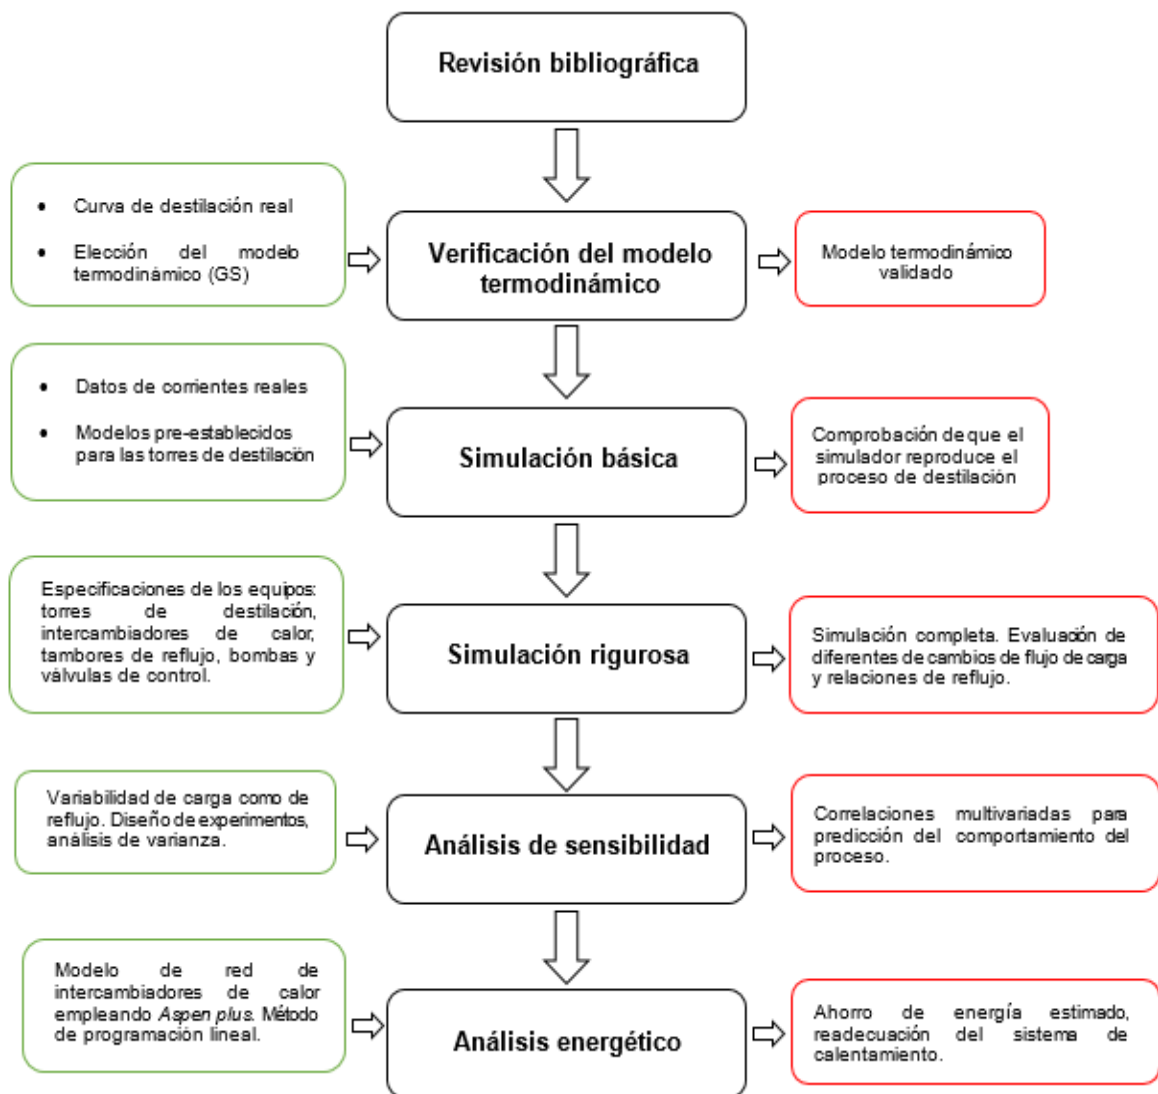 Revisión bibliográfica
• Curva de destilación real
• Elección del modelo
termodinámico (GS)
Verificación del modelo
termodinámico
Modelo termodinámico
validado
• Datos de corrientes reales
• Modelos pre-establecidos
para las torres de destilación
Simulación básica
Comprobación de que el
simulador reproduce el
proceso de destilación
Especificaciones de los equipos:
torres de destilación,
intercambiadores de calor,
tambores de reflujo, bombas y
válvulas de control.
Simulación rigurosa
Simulación completa. Evaluación de
diferentes de cambios de flujo de carga
y relaciones de reflujo.
Variabilidad de carga como de
reflujo. Diseño de experimentos,
análisis de varianza.
Análisis de sensibilidad
Correlaciones multivariadas para
predicción del comportamiento del
proceso.
Modelo de red de
intercambiadores de calor
empleando Aspen plus. Método
de programación lineal.
Análisis energético
Ahorro de energía estimado,
readecuación del sistema de
calentamiento.